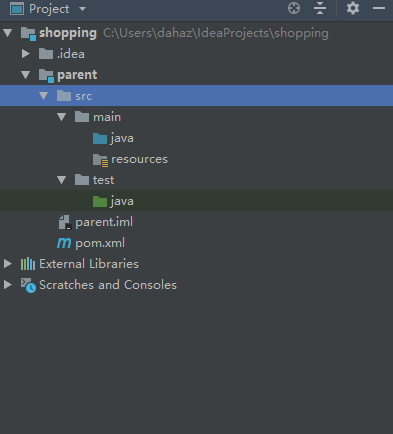 Project
shopping C:\Users\dahaz\IdeaProjects\shopping
.idea
parent
src
main
java
resources
test
java
parent.iml
pom.xml
External Libraries
Scratches and Consoles